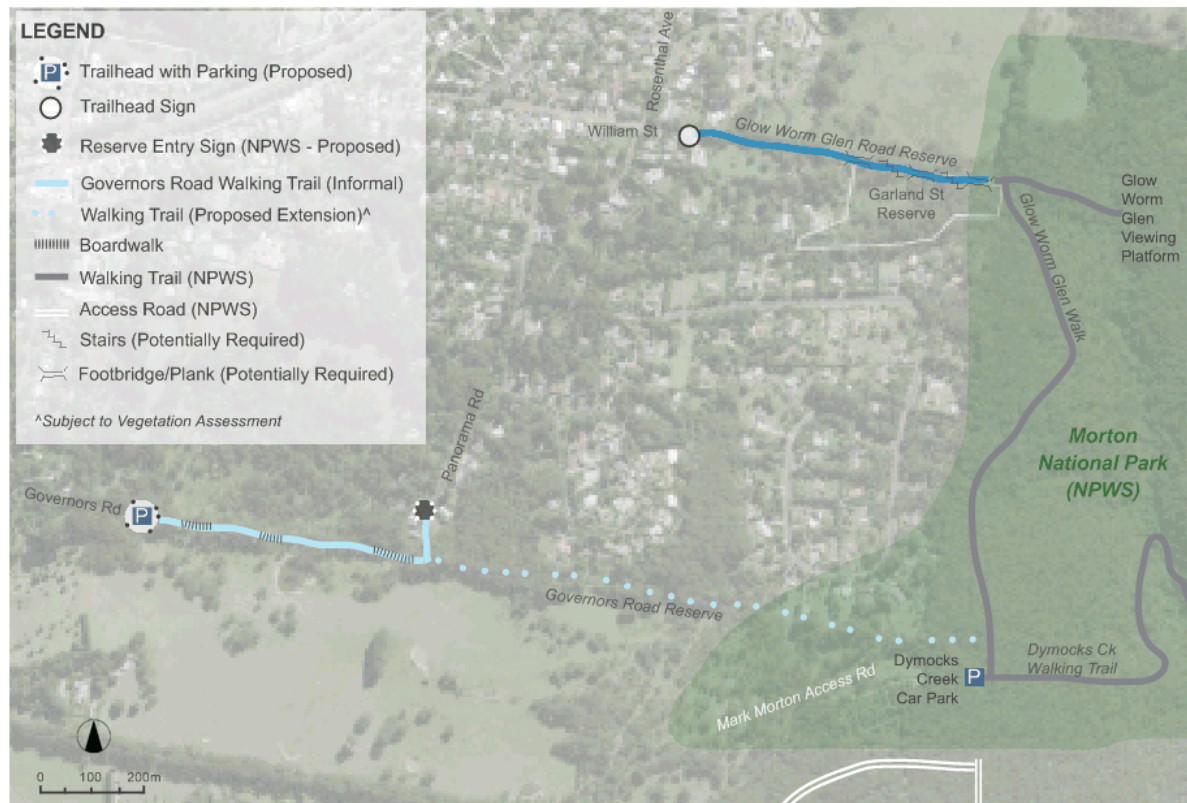 LEGEND
P Trailhead with Parking (Proposed)
Trailhead Sign
Reserve Entry Sign (NPWS - Proposed)
Governors Road Walking Trail (Informal)
Walking Trail (Proposed Extension)^
Boardwalk
Walking Trail (NPWS)
Access Road (NPWS)
Stairs (Potentially Required)
Footbridge/Plank (Potentially Required)
^Subject to Vegetation Assessment
Rosenthal Ave
William St
Glow Worm Glen Road Reserve
Garland St
Reserve
Glow
Worm
Glen
Viewing
Platform
Glow Worm Glen Walk
Morton
National Park
(NPWS)
Panorama Rd
Governors Rd
P
Governors Road Reserve
Dymocks
Creek
Car Park
P
Dymocks Ck
Walking Trail
Mark Morton Access Rd
0 100 200m